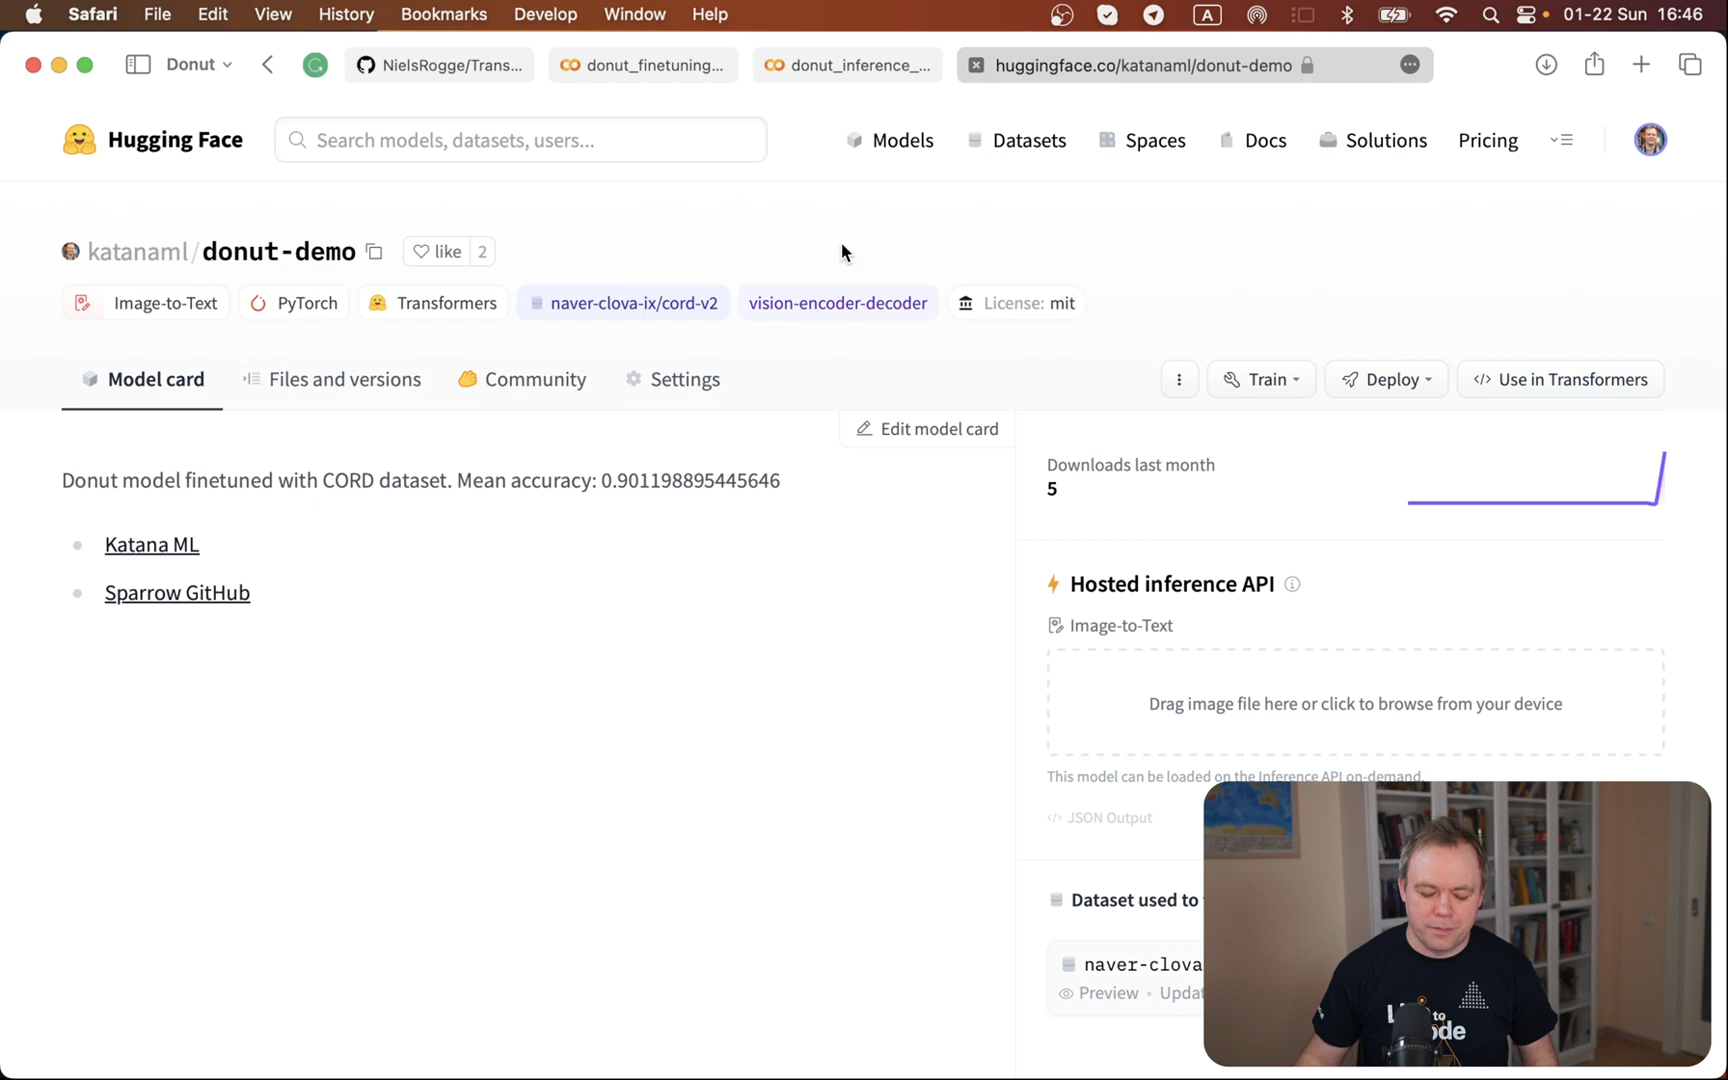 Safari File Edit View History Bookmarks Develop Window Help A 01-22 Sun 16:46
Donut NielsRogge/Trans... donut_finetuning... donut_inference_... huggingface.co/katanaml/donut-demo
Hugging Face Search models, datasets, users... Models Datasets Spaces Docs Solutions Pricing
katanaml/donut-demo like 2
Image-to-Text PyTorch Transformers naver-clova-ix/cord-v2 vision-encoder-decoder License: mit
Model card Files and versions Community Settings Train Deploy </> Use in Transformers
Edit model card
Donut model finetuned with CORD dataset. Mean accuracy: 0.901198895445646
Katana ML
Sparrow GitHub
Downloads last month
5
Hosted inference API
Image-to-Text
Drag image file here or click to browse from your device
This model can be loaded on the Inference API on-demand.
</> JSON Output
Dataset used to
naver-clova
Preview • Updat
to
ode